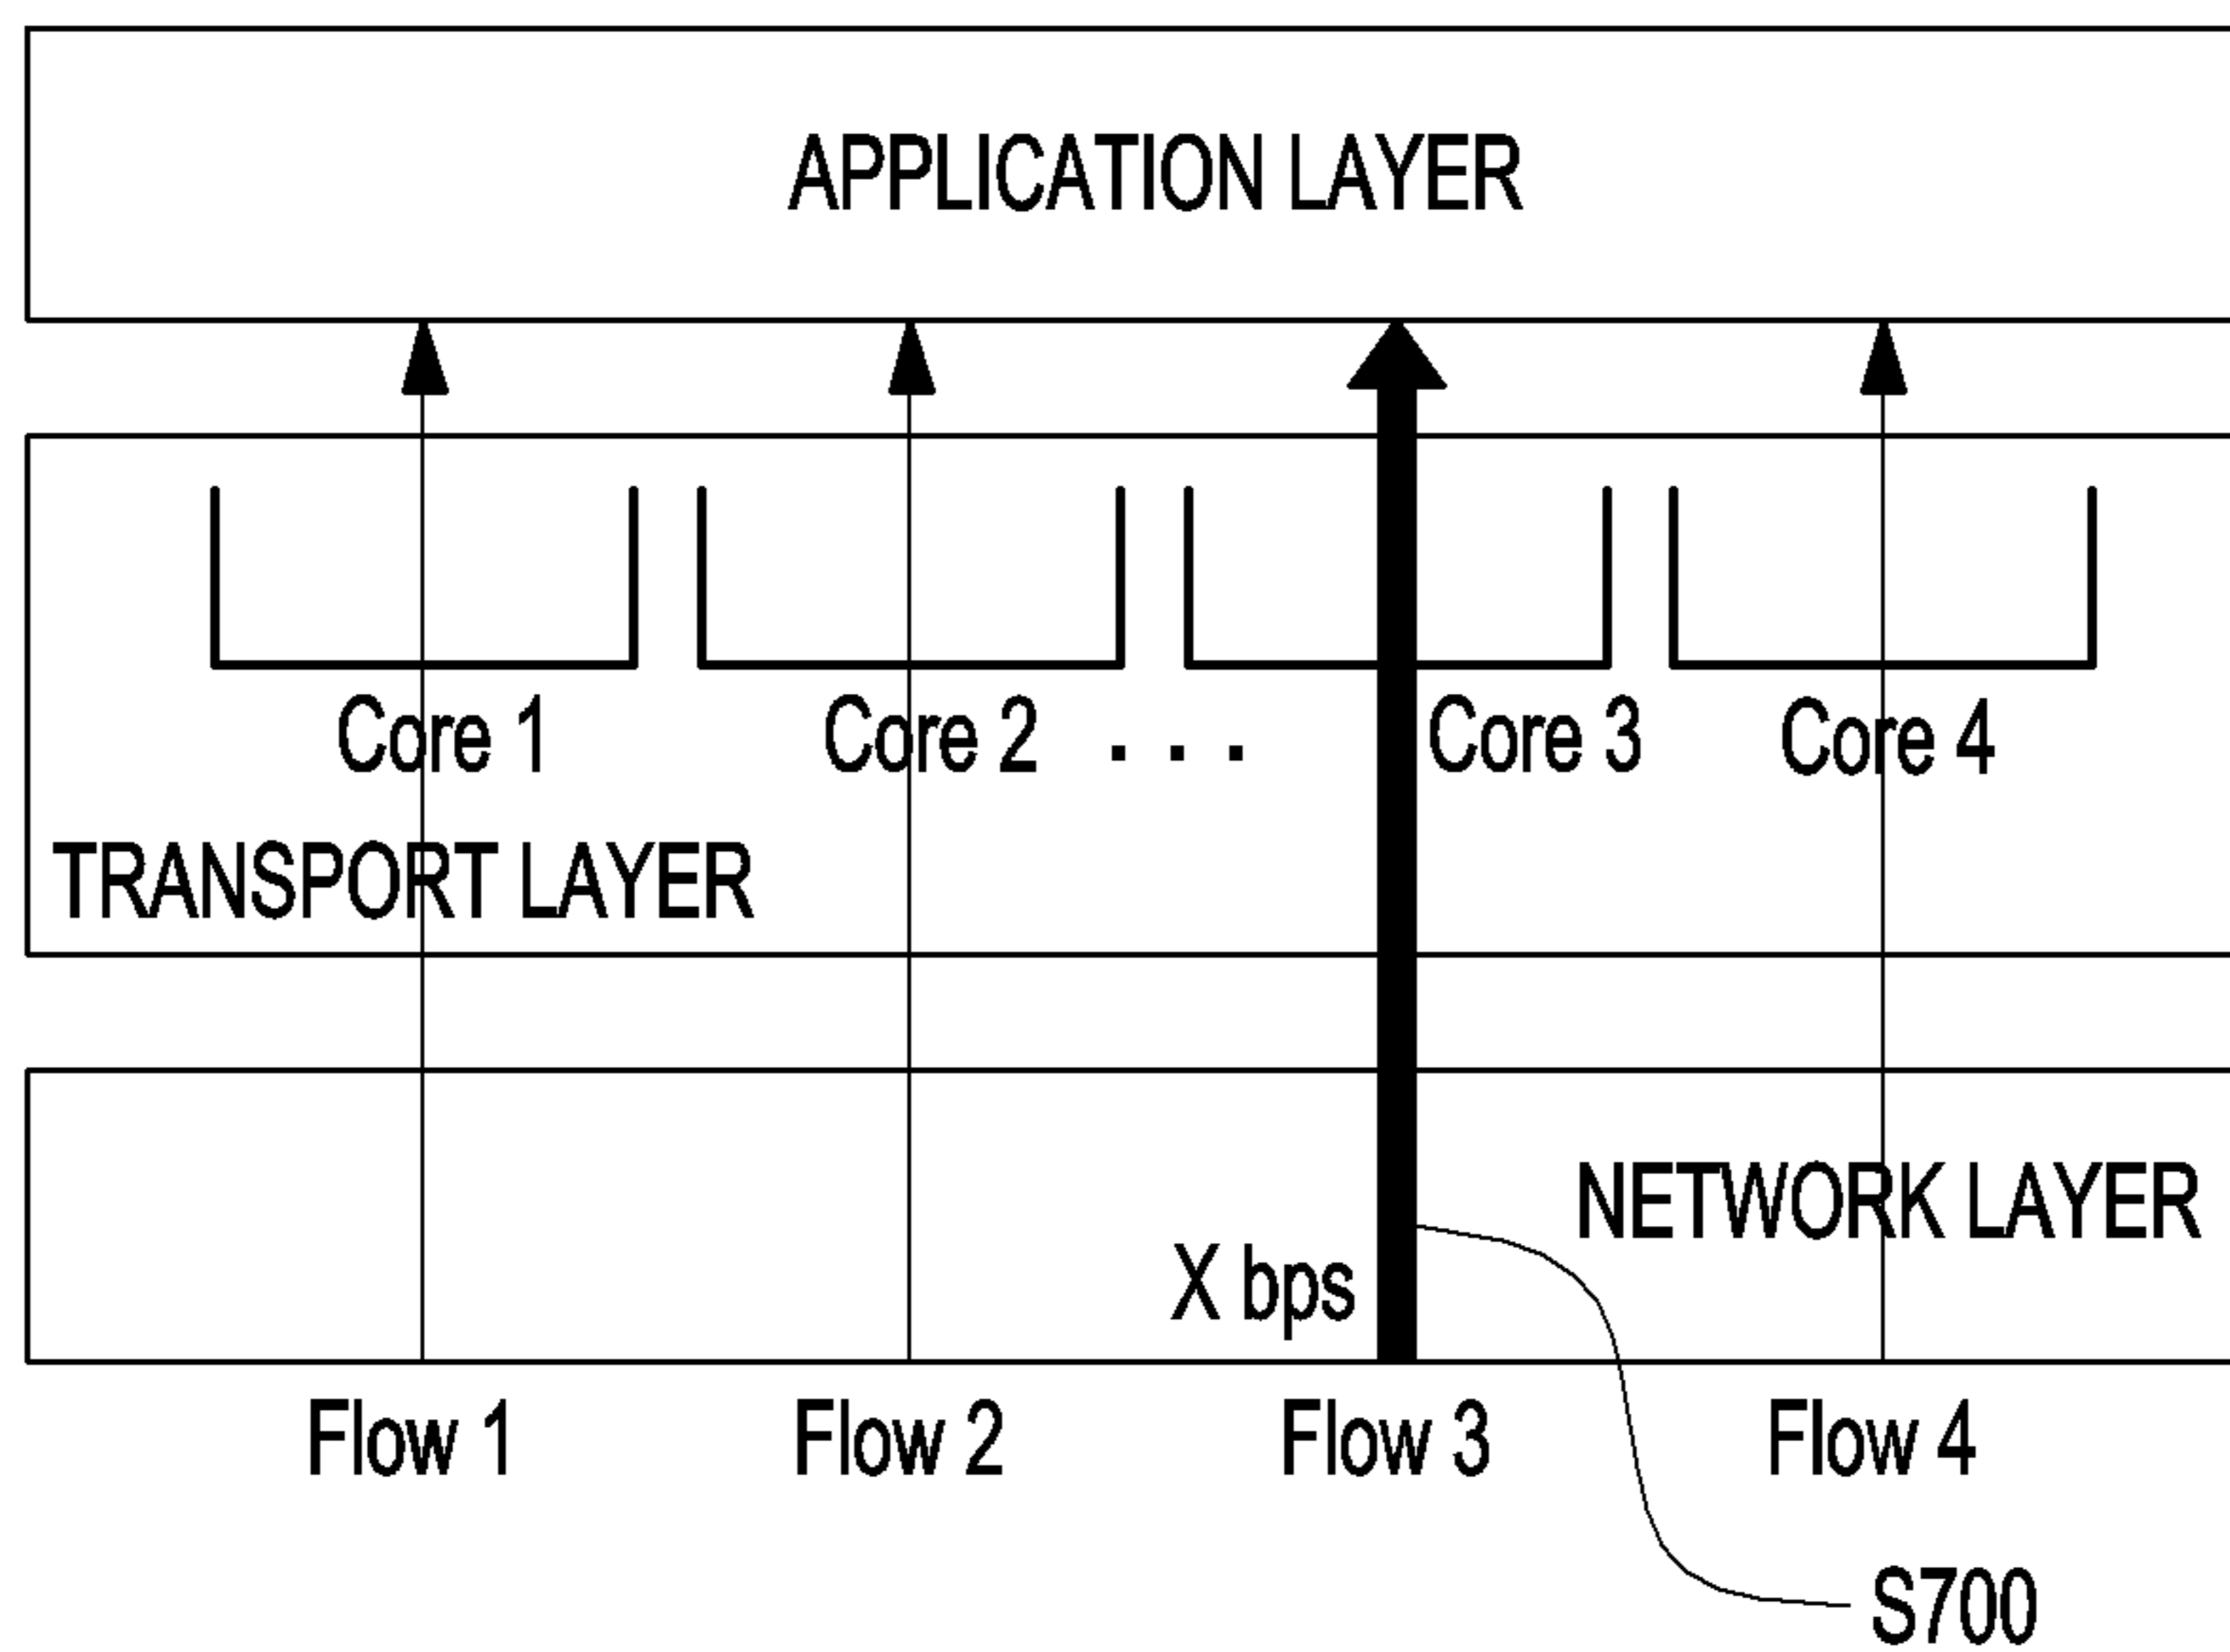 APPLICATION LAYER
Core 1 Core 2 . . . Core 3 Core 4
TRANSPORT LAYER
NETWORK LAYER
X bps
Flow 1 Flow 2 Flow 3 Flow 4
S700